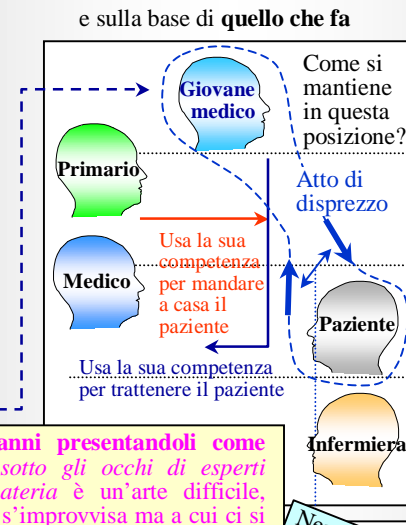 e sulla base di quello che fa
Giovane
medico
Come si
mantiene
in questa
posizione?
Primario
Atto di
disprezzo
Usa la sua
competenza
per mandare
a casa il
paziente
Medico
Paziente
Usa la sua competenza
per trattenere il paziente
Infermiera
anni presentandoli come
sotto gli occhi di esperti
ateria è un'arte difficile,
s'improvvisa ma a cui ci si
No